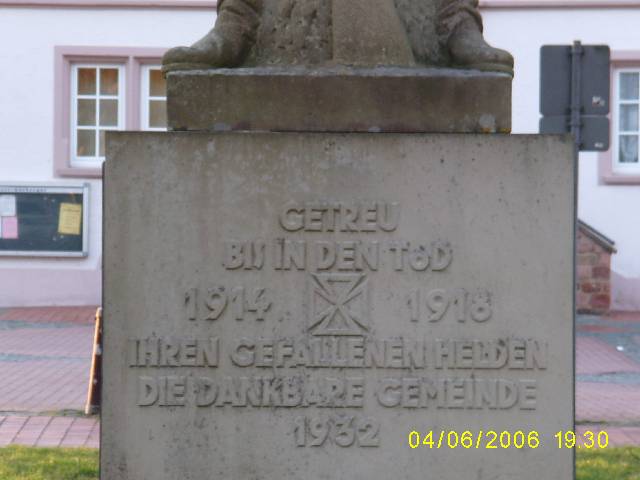 GETREU
BIS IN DEN TOD
1914 1918
IHREN GEFALLENEN HELDEN
DIE DANKBARE GEMEINDE
1932
04/06/2006 19.30